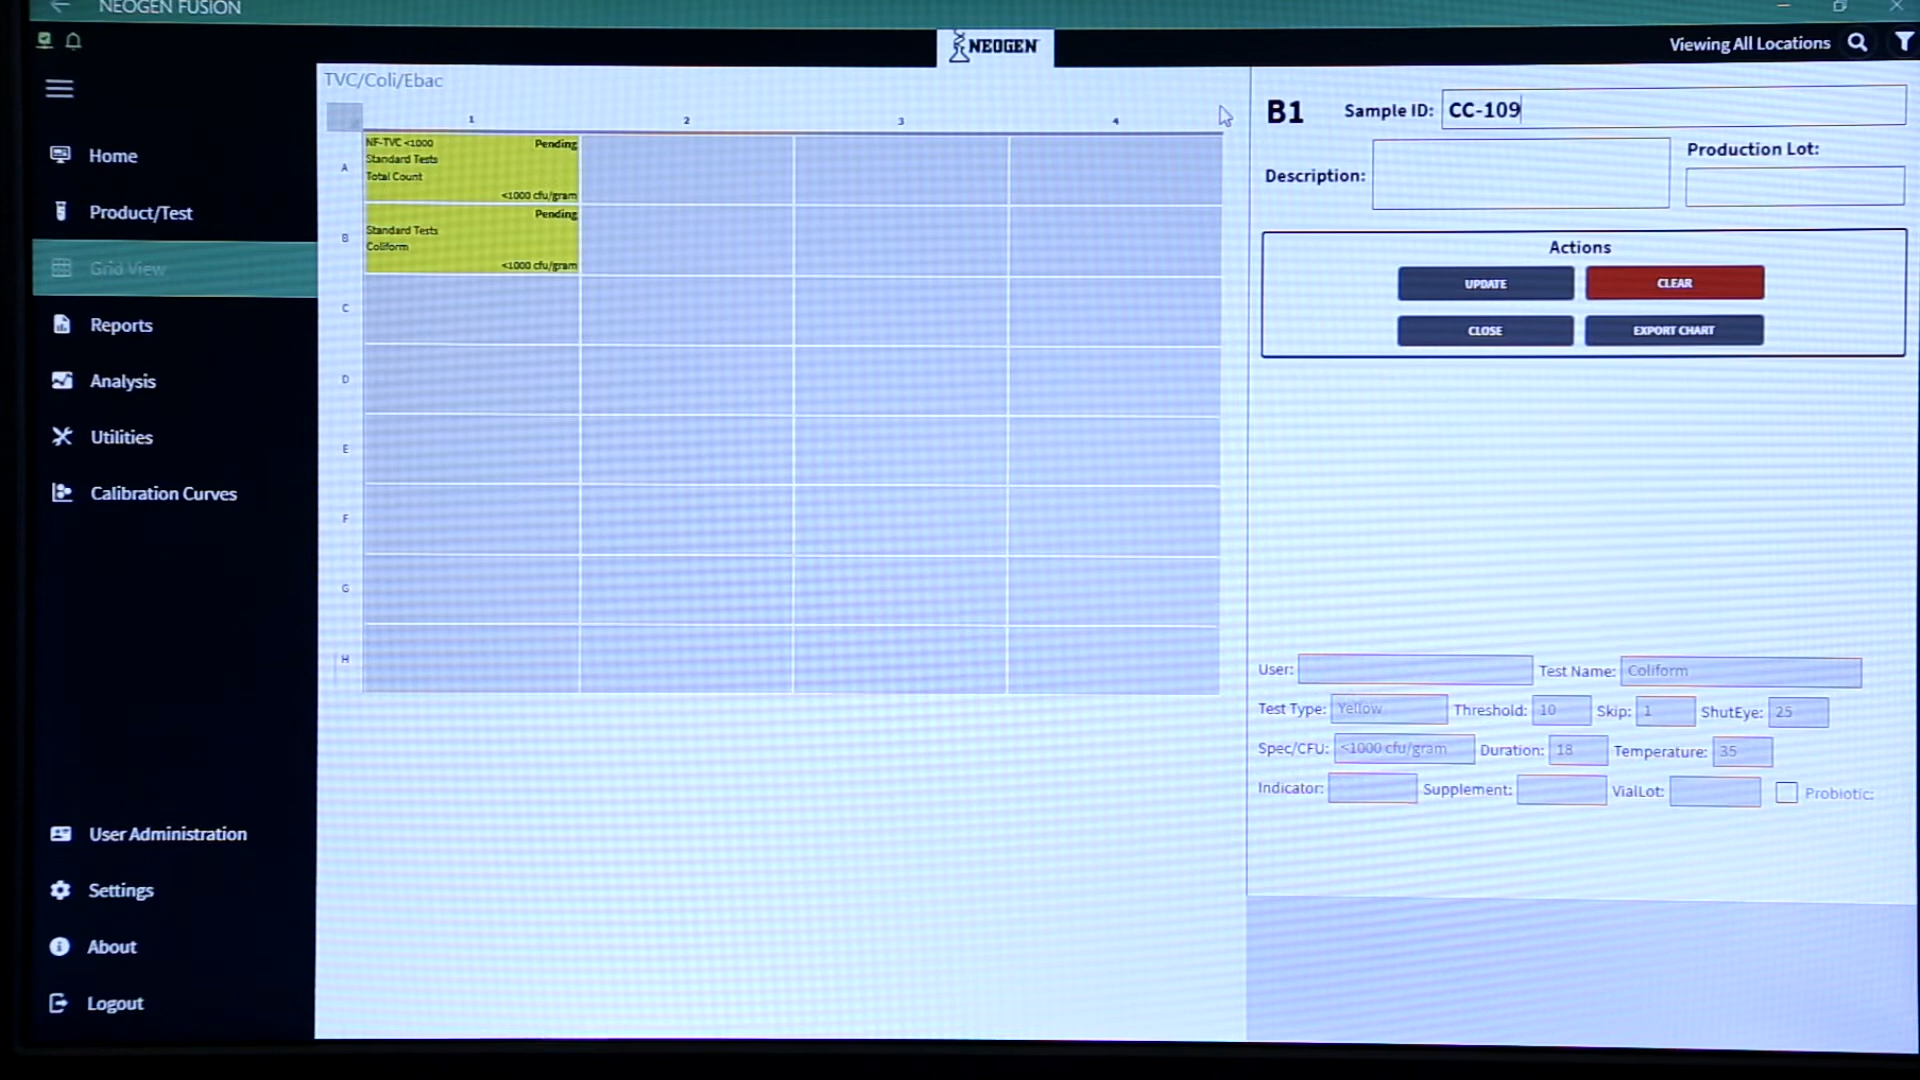 NEOGEN FUSION
NEOGEN
Viewing All Locations
Home
Product/Test
Grid View
Reports
Analysis
Utilities
Calibration Curves
User Administration
Settings
About
Logout
TVC/Coli/Ebac
1 2 3 4
A
NF-TVC <1000 Pending
Standard Tests
Total Count
<1000 cfu/gram
B
Pending
Standard Tests
Coliform
<1000 cfu/gram
C
D
E
F
G
H
B1 Sample ID: CC-109
Description:
Production Lot:
Actions
UPDATE CLEAR
CLOSE EXPORT CHART
User: Test Name: Coliform
Test Type: Yellow Threshold: 10 Skip: 1 ShutEye: 25
Spec/CFU: <1000 cfu/gram Duration: 18 Temperature: 35
Indicator: Supplement: VialLot: Probiotic: